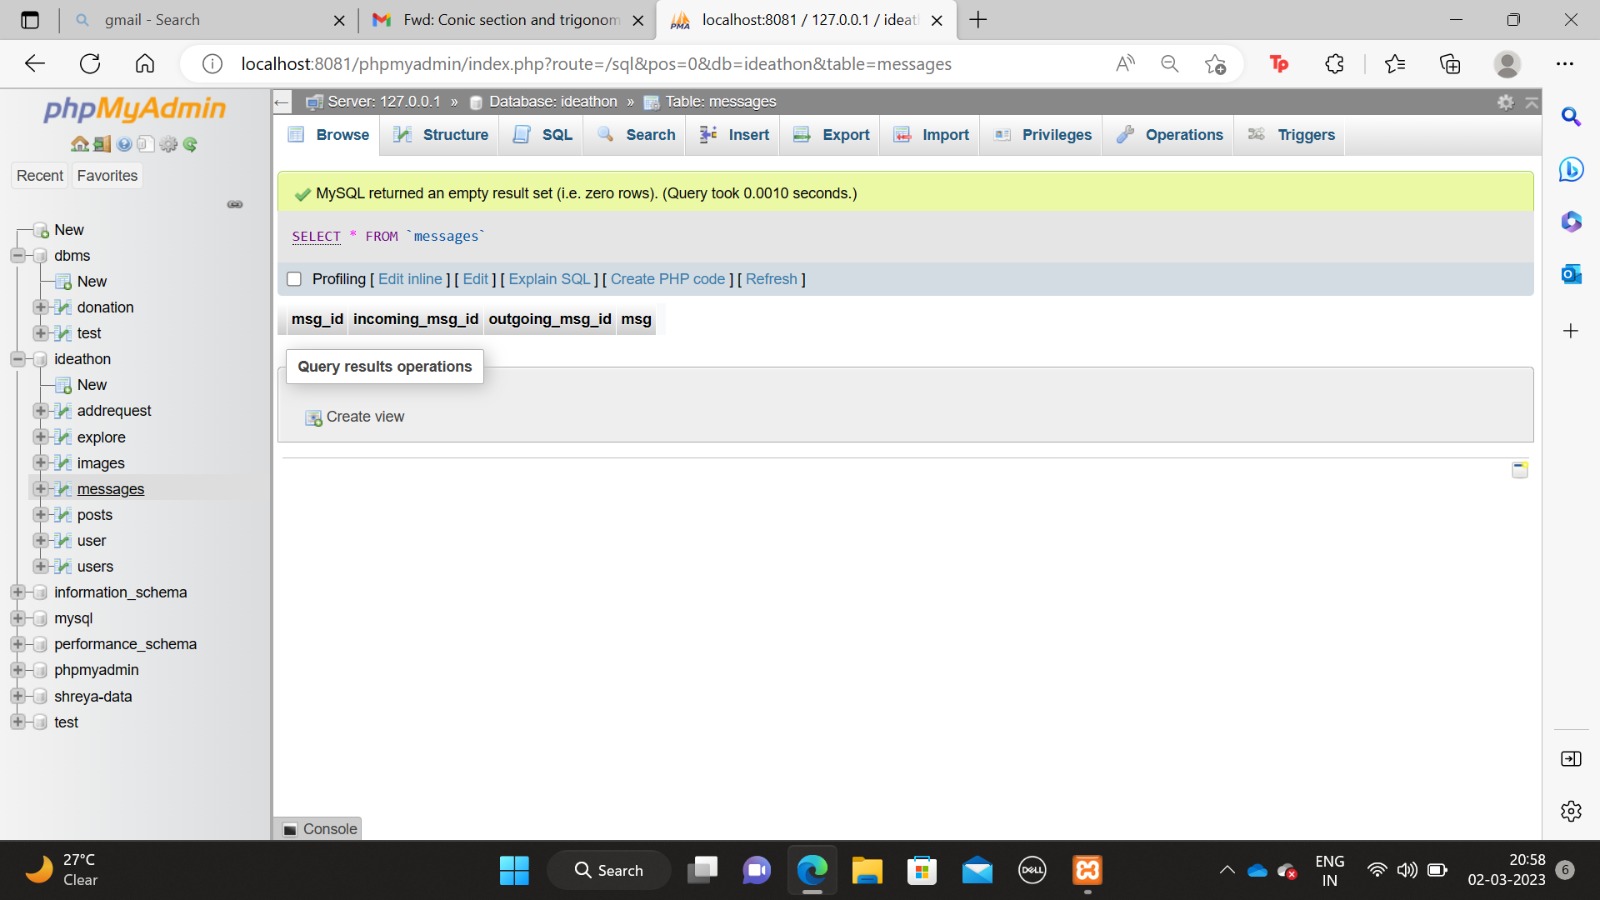 gmail - Search
Fwd: Conic section and trigonom
localhost:8081 / 127.0.0.1 / ideat
localhost:8081/phpmyadmin/index.php?route=/sql&pos=0&db=ideathon&table=messages
phpMyAdmin
Recent
Favorites
New
dbms
New
donation
test
ideathon
New
addrequest
explore
images
messages
posts
user
users
information_schema
mysql
performance_schema
phpmyadmin
shreya-data
test
Server: 127.0.0.1 » Database: ideathon » Table: messages
Browse Structure SQL Search Insert Export Import Privileges Operations Triggers
MySQL returned an empty result set (i.e. zero rows). (Query took 0.0010 seconds.)
SELECT * FROM `messages`
Profiling [ Edit inline ] [ Edit ] [ Explain SQL ] [ Create PHP code ] [ Refresh ]
msg_id incoming_msg_id outgoing_msg_id msg
Query results operations
Create view
Console
27°C
Clear
Search
DELL
ENG
IN
20:58
02-03-2023
6